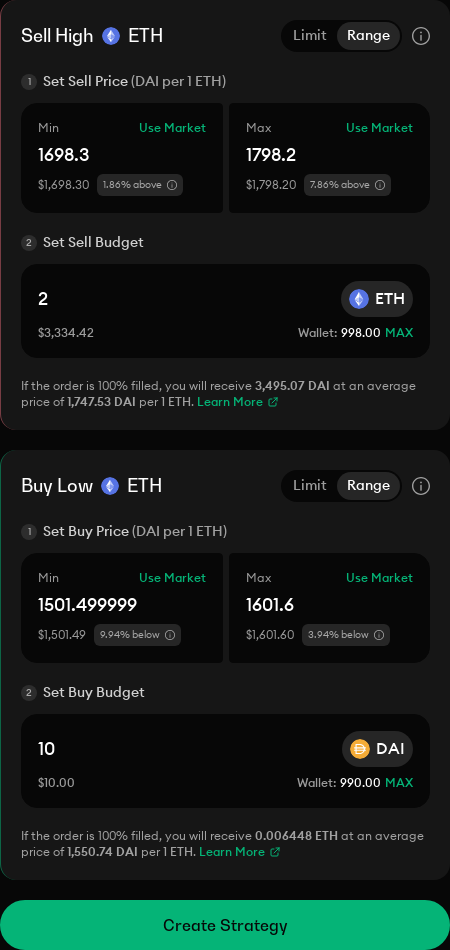 Sell High ETH Limit Range
1 Set Sell Price (DAI per 1 ETH)
Min Use Market Max Use Market
1698.3 1798.2
$1,698.30 1.86% above $1,798.20 7.86% above
2 Set Sell Budget
2 ETH
$3,334.42 Wallet: 998.00 MAX
If the order is 100% filled, you will receive 3,495.07 DAI at an average
price of 1,747.53 DAI per 1 ETH. Learn More
Buy Low ETH Limit Range
1 Set Buy Price (DAI per 1 ETH)
Min Use Market Max Use Market
1501.499999 1601.6
$1,501.49 9.94% below $1,601.60 3.94% below
2 Set Buy Budget
10 DAI
$10.00 Wallet: 990.00 MAX
If the order is 100% filled, you will receive 0.006448 ETH at an average
price of 1,550.74 DAI per 1 ETH. Learn More
Create Strategy